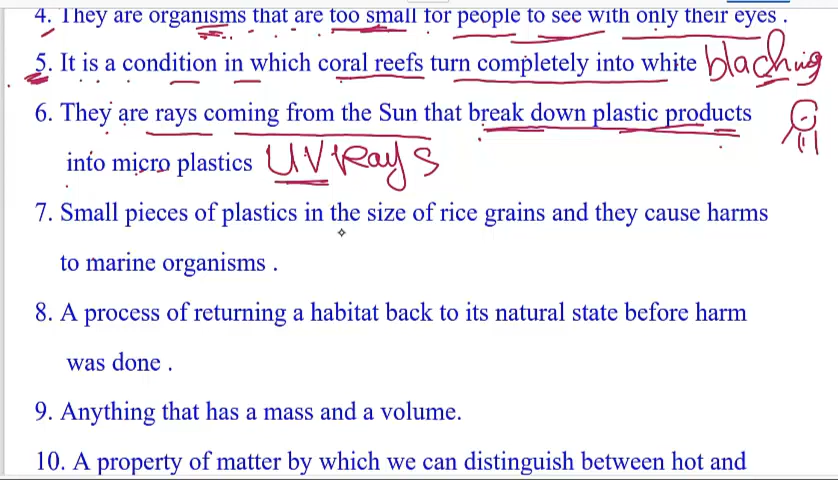 4. They are organisms that are too small for people to see with only their eyes .
5. It is a condition in which coral reefs turn completely into white blaching
6. They are rays coming from the Sun that break down plastic products
into micro plastics UV Rays
7. Small pieces of plastics in the size of rice grains and they cause harms
to marine organisms .
8. A process of returning a habitat back to its natural state before harm
was done .
9. Anything that has a mass and a volume.
10. A property of matter by which we can distinguish between hot and